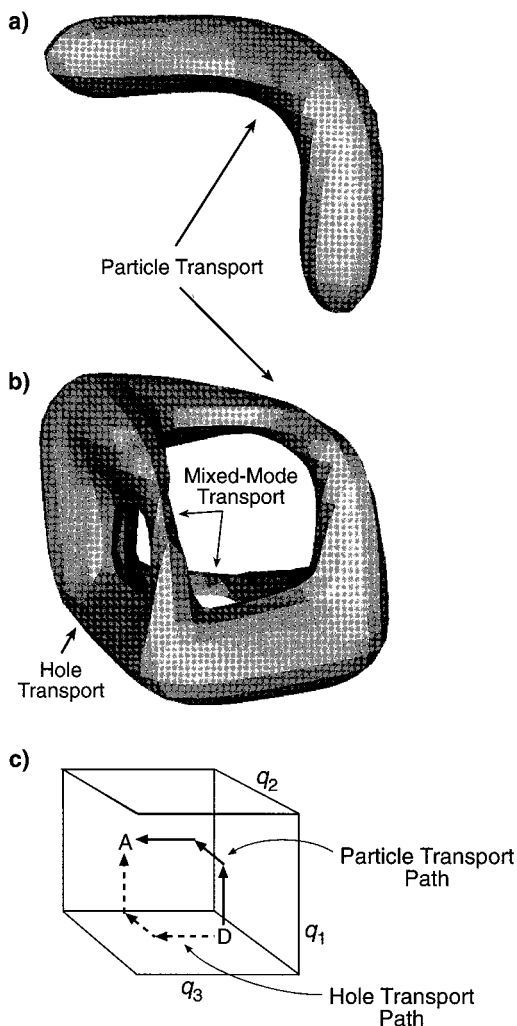 a)
Particle Transport
b)
Mixed-Mode
Transport
Hole
Transport
c)
q2
A
Particle Transport
Path
D
q1
q3
Hole Transport
Path